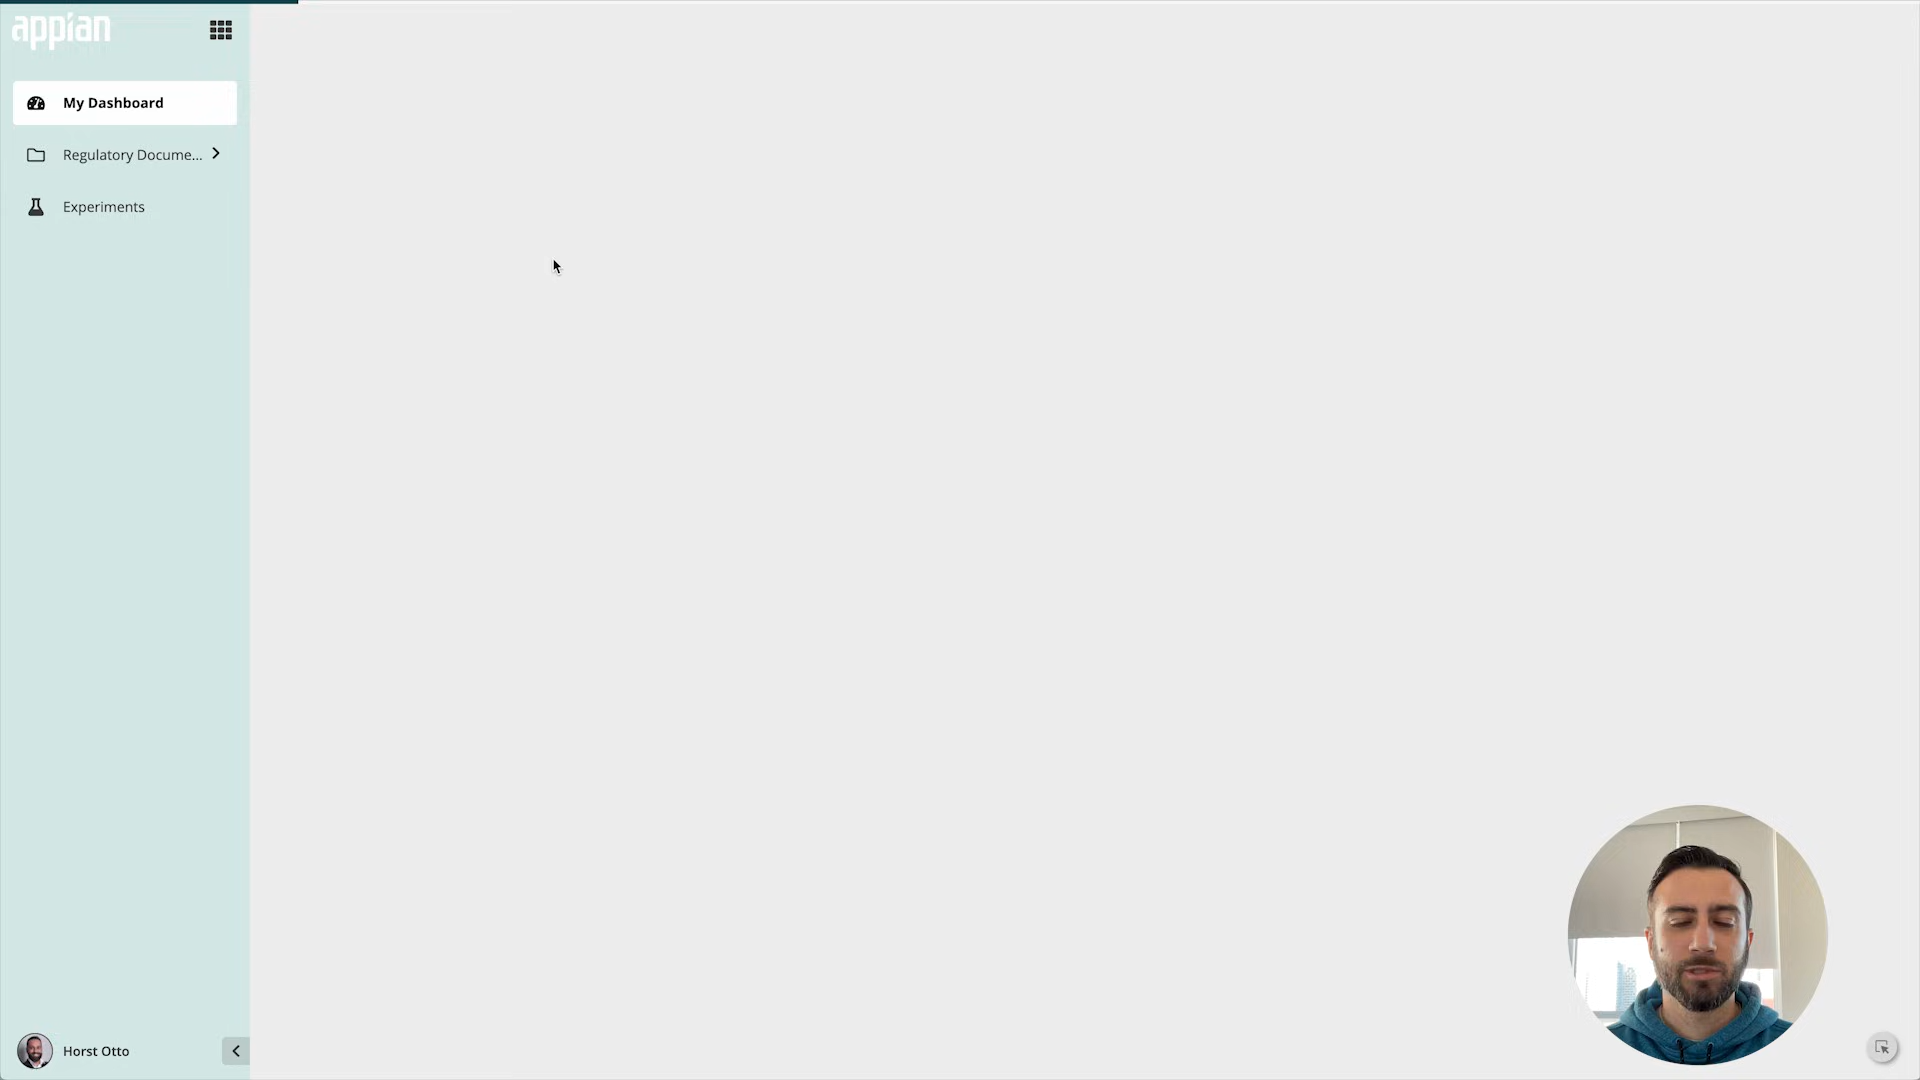 appian
My Dashboard
Regulatory Docume...
Experiments
Horst Otto